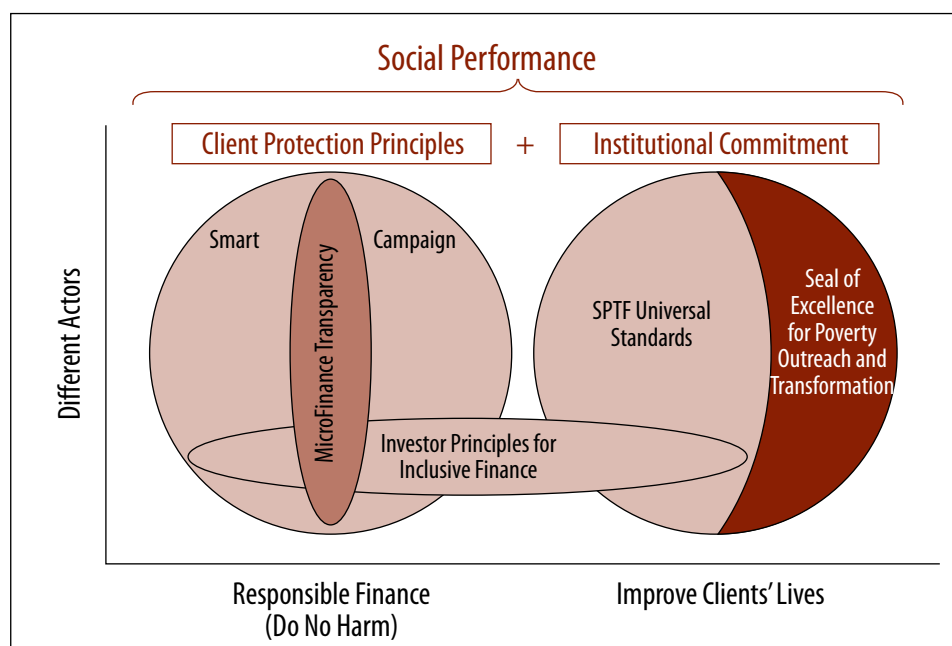 Social Performance
Client Protection Principles + Institutional Commitment
Different Actors
Smart Campaign
MicroFinance Transparency
SPTF Universal
Standards
Seal of
Excellence
for Poverty
Outreach and
Transformation
Investor Principles for
Inclusive Finance
Responsible Finance
(Do No Harm)
Improve Clients’ Lives